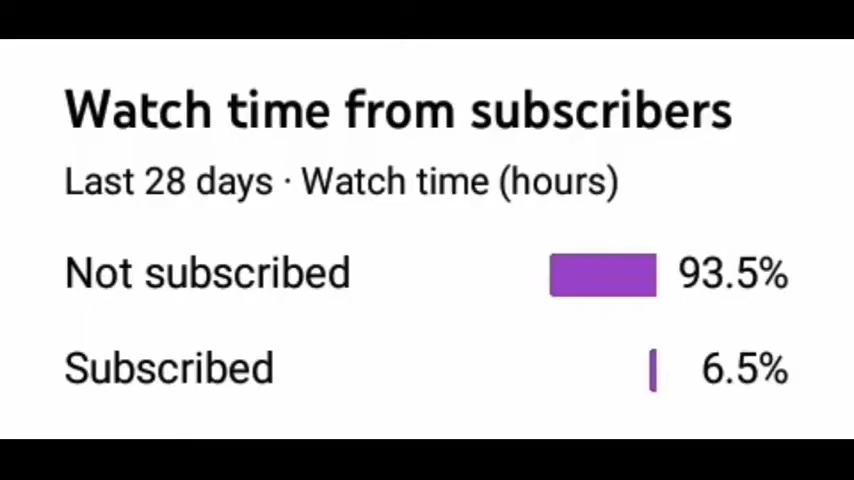 Watch time from subscribers
Last 28 days · Watch time (hours)
Not subscribed 93.5%
Subscribed 6.5%